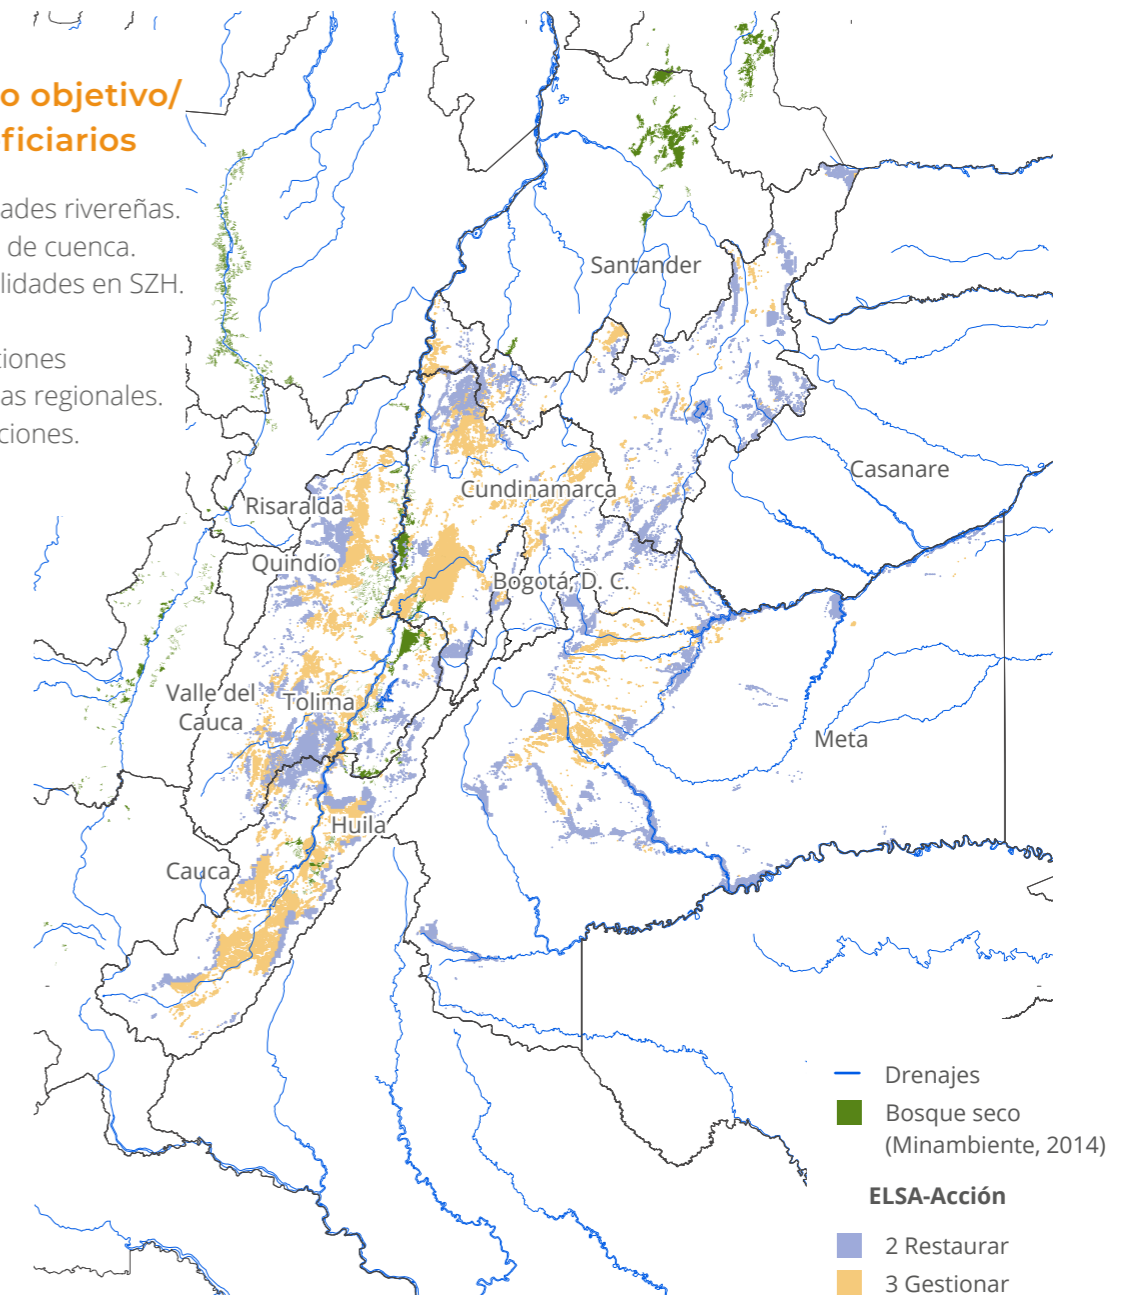 o objetivo/
ficiarios
ades rivereñas.
de cuenca.
lidades en SZH.
ciones
as regionales.
ciones.
Santander
Casanare
Cundinamarca
Risaralda
Quindío
Bogotá, D. C.
Valle del
Cauca
Tolima
Meta
Huila
Cauca
Drenajes
Bosque seco
(Minambiente, 2014)
ELSA-Acción
2 Restaurar
3 Gestionar